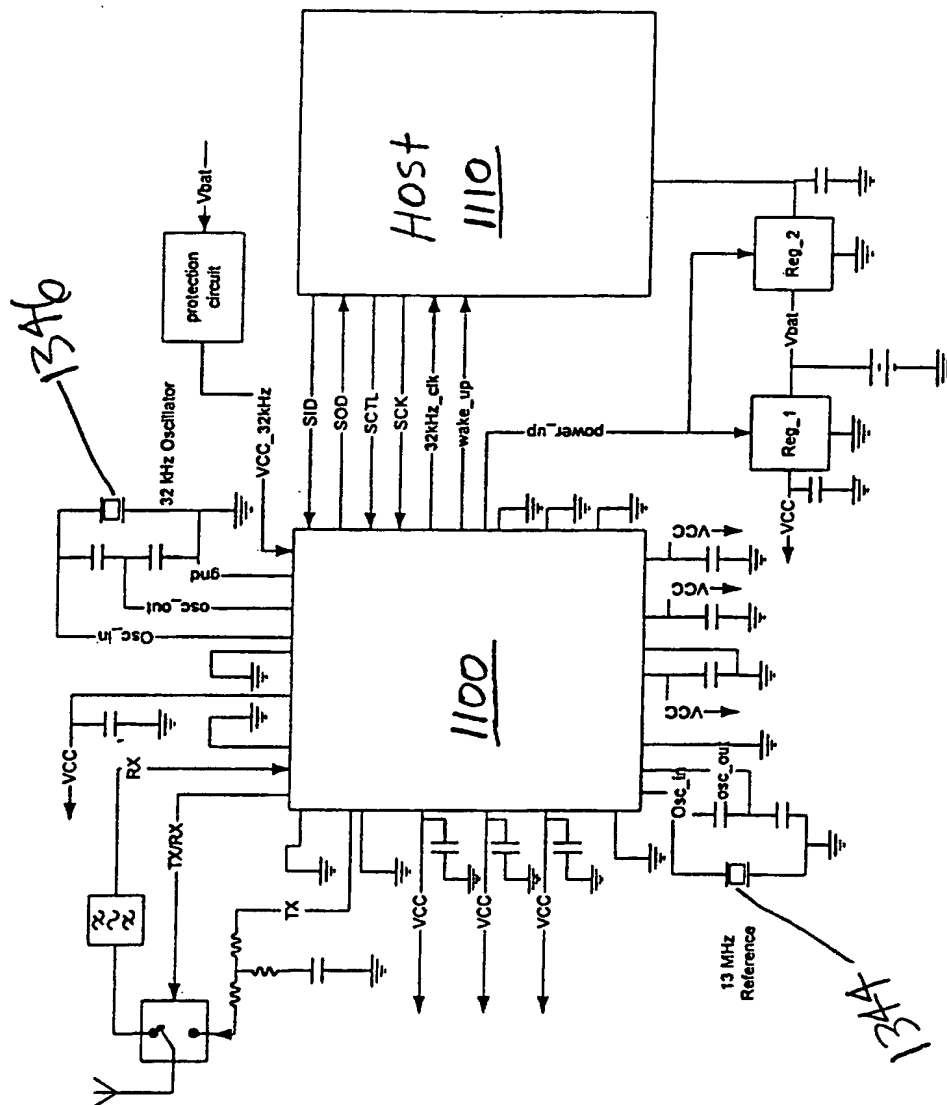 1346
32 kHz Oscillator
protection
circuit
Vbat
VCC_32kHz
Osc_in
osc_out
gnd
VCC
RX
TX/RX
TX
Host
1110
SID
SOD
SCTL
SCK
32kHz_clk
wake_up
power_up
1100
Reg_2
Vbat
Reg_1
VCC
VCC
VCC
VCC
VCC
VCC
VCC
Osc_in
osc_out
13 MHz
Reference
1344